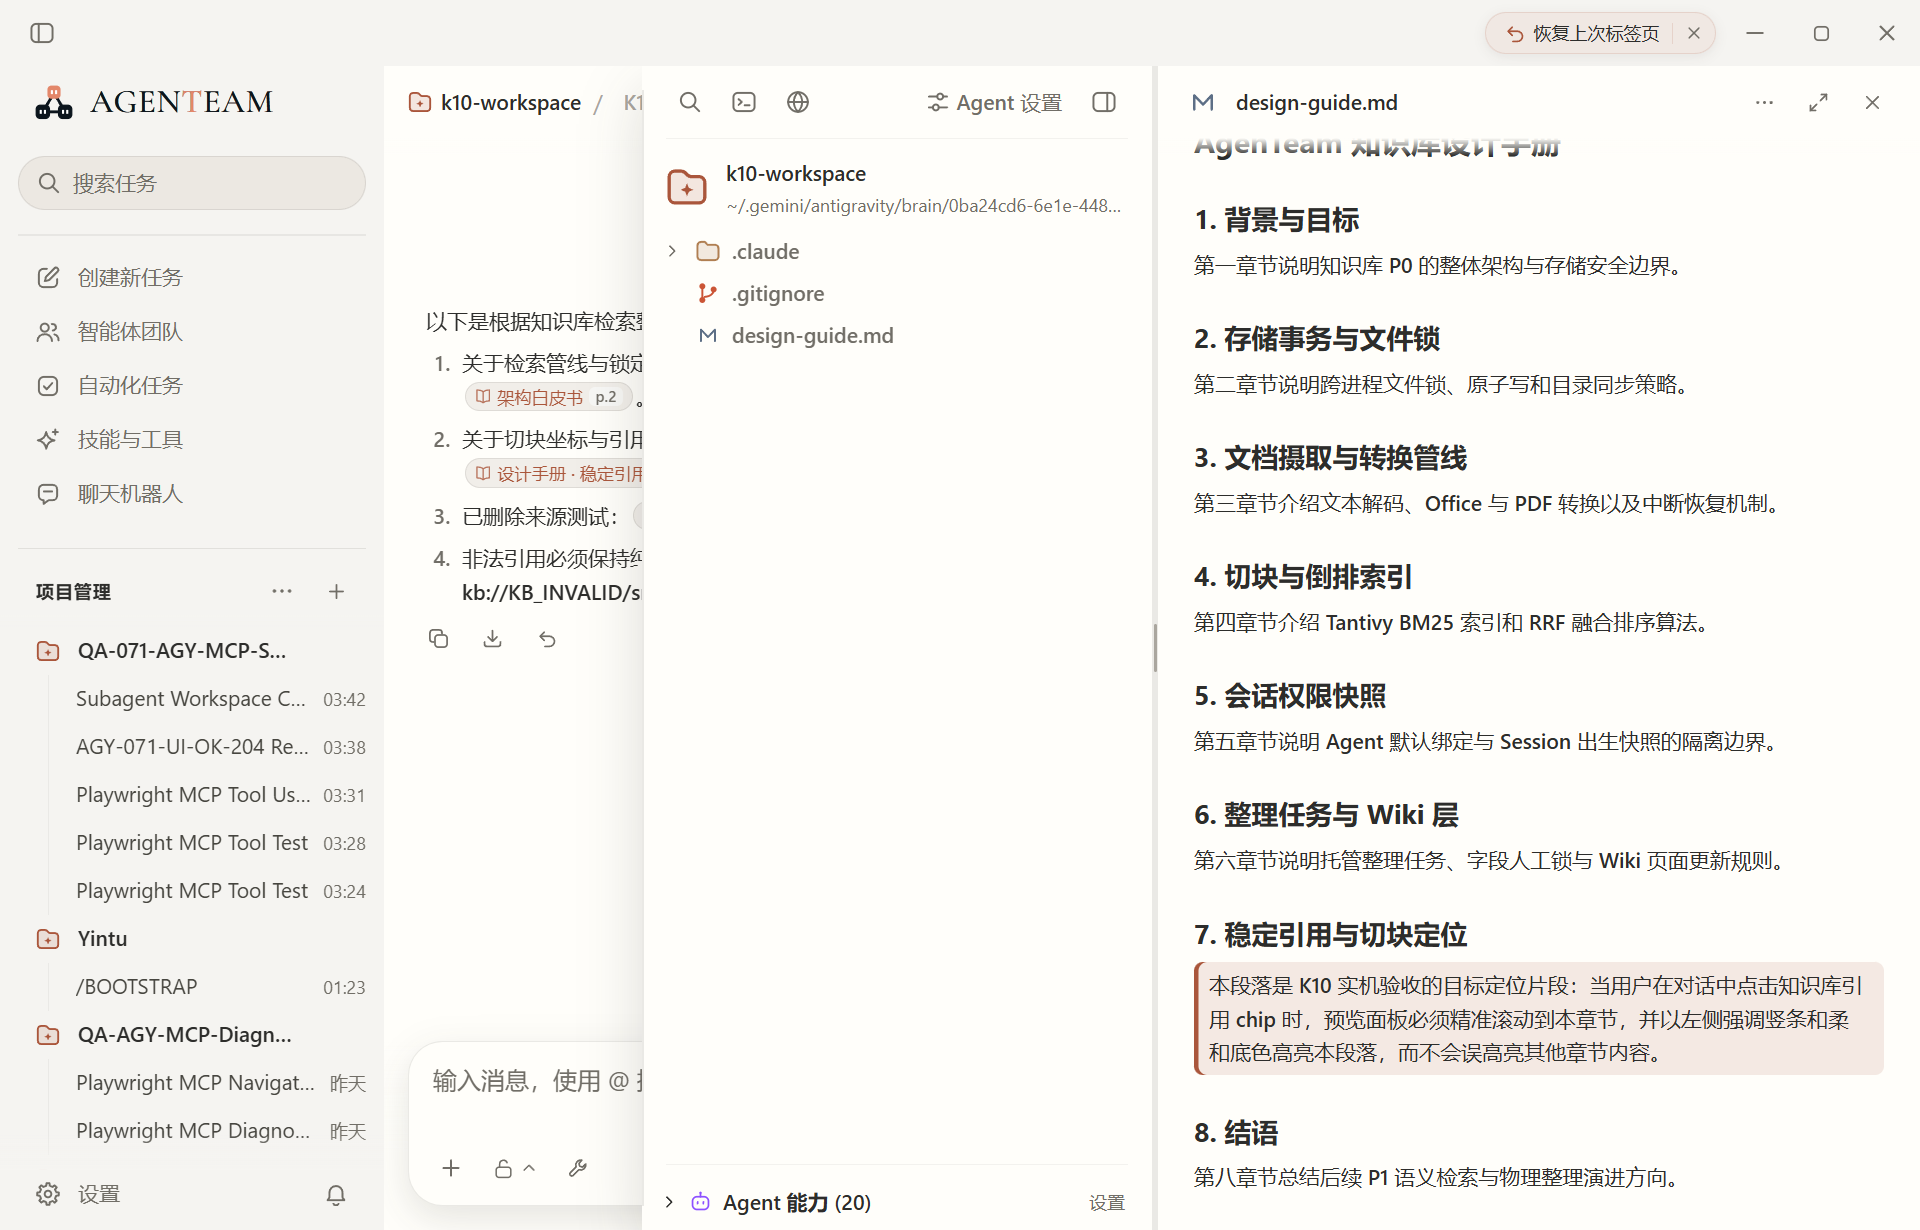 恢复上次标签页
AGENTEAM
搜索任务
创建新任务
智能体团队
自动化任务
技能与工具
聊天机器人
项目管理
QA-071-AGY-MCP-S...
Subagent Workspace C... 03:42
AGY-071-UI-OK-204 Re... 03:38
Playwright MCP Tool Us... 03:31
Playwright MCP Tool Test 03:28
Playwright MCP Tool Test 03:24
Yintu
/BOOTSTRAP 01:23
QA-AGY-MCP-Diagn...
Playwright MCP Navigat... 昨天
Playwright MCP Diagno... 昨天
设置
k10-workspace / K1
以下是根据知识库检索整
1. 关于检索管线与锁定
架构白皮书 p.2 。
2. 关于切块坐标与引用
设计手册 · 稳定引用
3. 已删除来源测试：
4. 非法引用必须保持纯
kb://KB_INVALID/s
输入消息，使用 @
Agent 设置
k10-workspace
~/.gemini/antigravity/brain/0ba24cd6-6e1e-448...
.claude
.gitignore
design-guide.md
Agent 能力 (20) 设置
design-guide.md
AgenTeam 知识库设计手册
1. 背景与目标
第一章节说明知识库 P0 的整体架构与存储安全边界。
2. 存储事务与文件锁
第二章节说明跨进程文件锁、原子写和目录同步策略。
3. 文档摄取与转换管线
第三章节介绍文本解码、Office 与 PDF 转换以及中断恢复机制。
4. 切块与倒排索引
第四章节介绍 Tantivy BM25 索引和 RRF 融合排序算法。
5. 会话权限快照
第五章节说明 Agent 默认绑定与 Session 出生快照的隔离边界。
6. 整理任务与 Wiki 层
第六章节说明托管整理任务、字段人工锁与 Wiki 页面更新规则。
7. 稳定引用与切块定位
本段落是 K10 实机验收的目标定位片段：当用户在对话中点击知识库引
用 chip 时，预览面板必须精准滚动到本章节，并以左侧强调竖条和柔
和底色高亮本段落，而不会误高亮其他章节内容。
8. 结语
第八章节总结后续 P1 语义检索与物理整理演进方向。